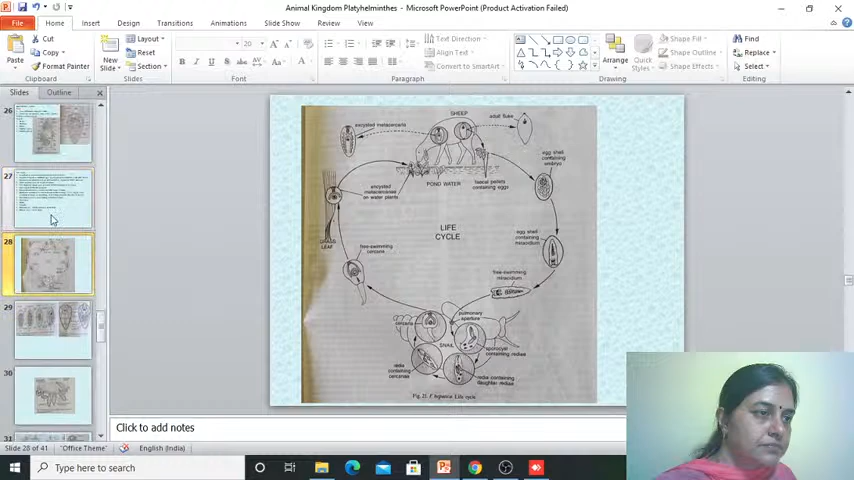 Animal Kingdom Platyhelminthes - Microsoft PowerPoint (Product Activation Failed)
File Home Insert Design Transitions Animations Slide Show Review View
Cut
Copy
Format Painter
Paste
Clipboard
New
Slide
Layout
Reset
Section
Slides
20
Font
Paragraph
Text Direction
Align Text
Convert to SmartArt
Arrange
Quick
Styles
Shape Fill
Shape Outline
Shape Effects
Drawing
Find
Replace
Select
Editing
Slides Outline
26
27
28
29
30
31
SHEEP
encysted metacercaria
adult fluke
egg shell
containing
embryo
POND WATER
faecal pellets
containing eggs
encysted
metacercariae
on water plants
LEAF
LIFE
CYCLE
egg shell
containing
miracidium
free-swimming
cercaria
free-swimming
miracidium
pulmonary
aperture
cercaria
SNAIL
sporocyst
containing rediae
redia
containing
cercariae
redia containing
daughter rediae
Life cycle.
Click to add notes
Slide 28 of 41 "Office Theme" English (India)
Type here to search